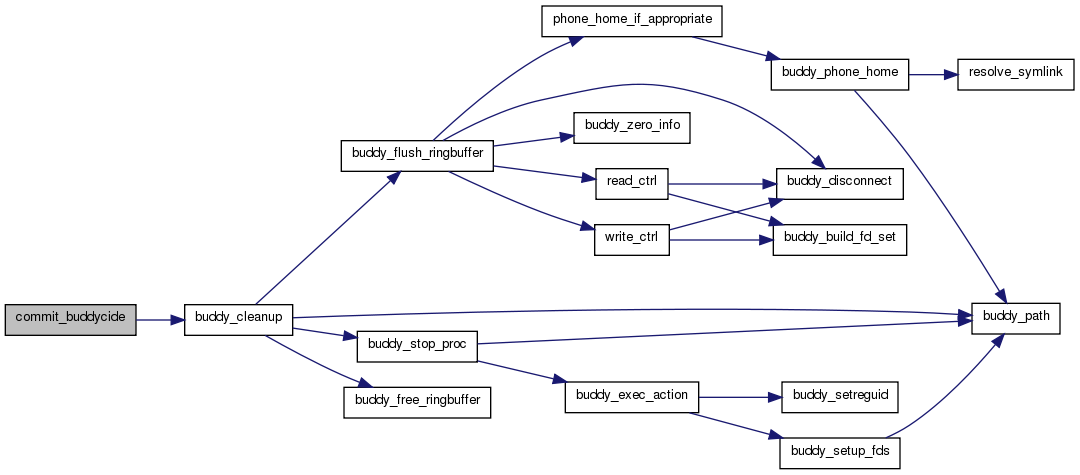 phone_home_if_appropriate
buddy_phone_home
resolve_symlink
buddy_zero_info
buddy_flush_ringbuffer
read_ctrl
buddy_disconnect
write_ctrl
buddy_build_fd_set
commit_buddycide
buddy_cleanup
buddy_path
buddy_stop_proc
buddy_free_ringbuffer
buddy_exec_action
buddy_setreguid
buddy_setup_fds